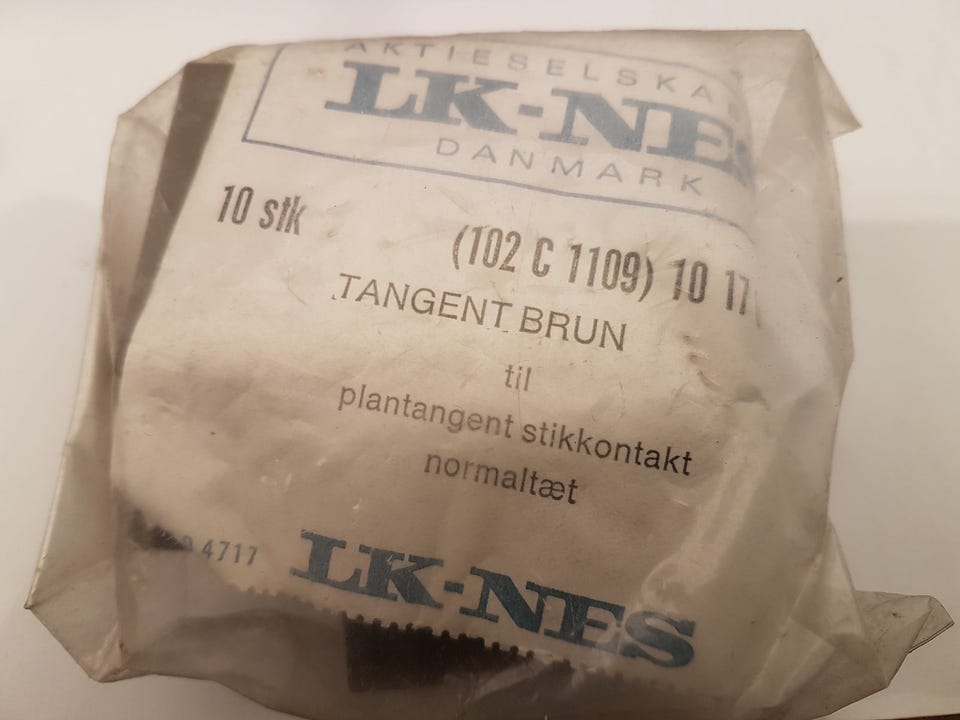 AKTIESELSKA
LK-NES
DANMARK
10 stk
(102 C 1109) 10 17
TANGENT BRUN
til
plantangent stikkontakt
normaltæt
4717
LK-NES